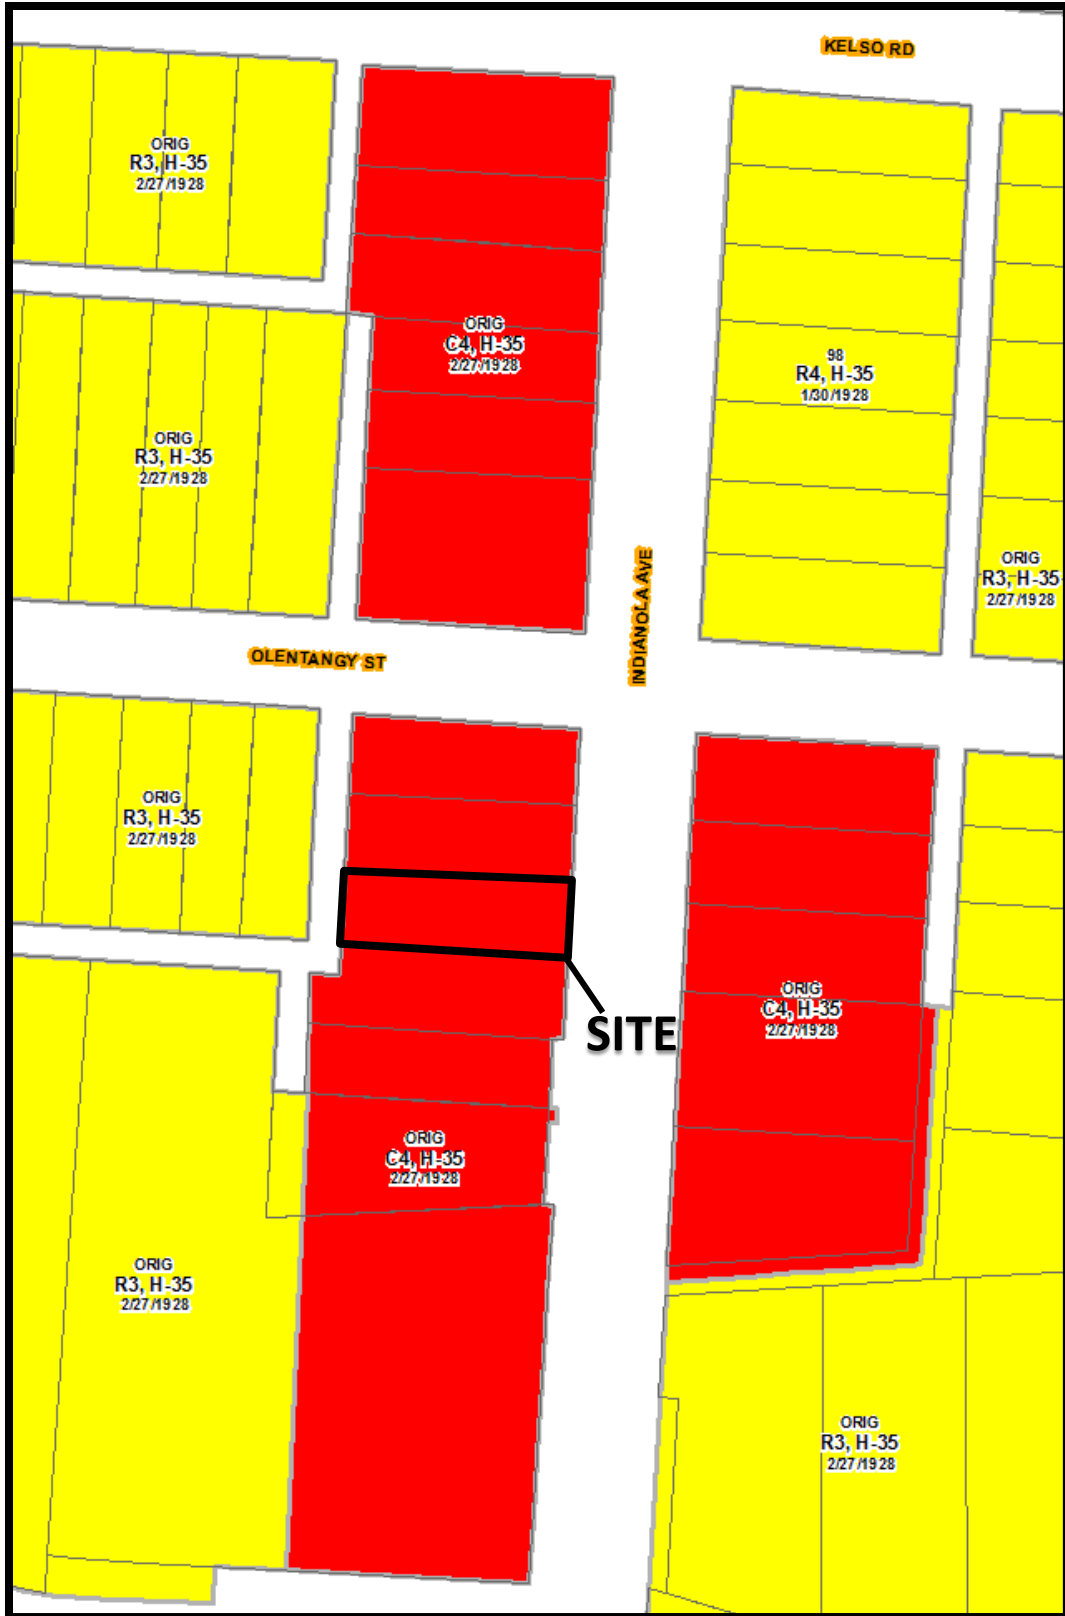 KELSO RD
ORIG
R3, H-35
2/27/1928
ORIG
C4, H-35
2/27/1928
98
R4, H-35
1/30/1928
ORIG
R3, H-35
2/27/1928
ORIG
R3, H-35
2/27/1928
INDIANOLA AVE
OLENTANGY ST
ORIG
R3, H-35
2/27/1928
ORIG
C4, H-35
2/27/1928
SITE
ORIG
C4, H-35
2/27/1928
ORIG
R3, H-35
2/27/1928
ORIG
R3, H-35
2/27/1928